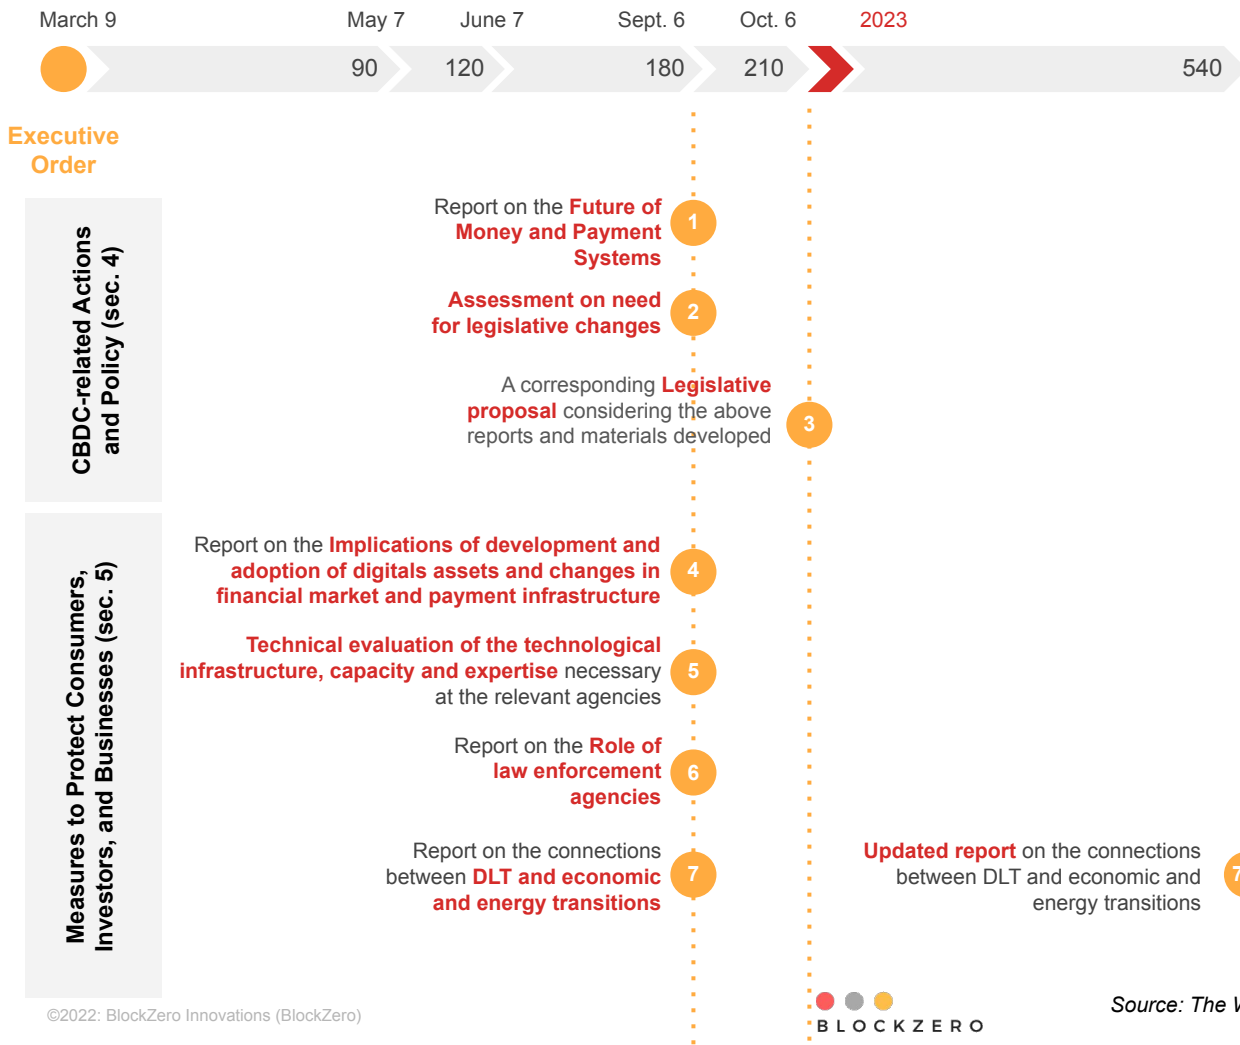 March 9
May 7
June 7
Sept. 6
Oct. 6
2023
90
120
180
210
540
Executive
Order
CBDC-related Actions
and Policy (sec. 4)
Report on the Future of
Money and Payment
Systems
1
Assessment on need
for legislative changes
2
A corresponding Legislative
proposal considering the above
reports and materials developed
3
Measures to Protect Consumers,
Investors, and Businesses (sec. 5)
Report on the Implications of development and
adoption of digitals assets and changes in
financial market and payment infrastructure
4
Technical evaluation of the technological
infrastructure, capacity and expertise necessary
at the relevant agencies
5
Report on the Role of
law enforcement
agencies
6
Report on the connections
between DLT and economic
and energy transitions
7
Updated report on the connections
between DLT and economic and
energy transitions
7
©2022: BlockZero Innovations (BlockZero)
BLOCKZERO
Source: The